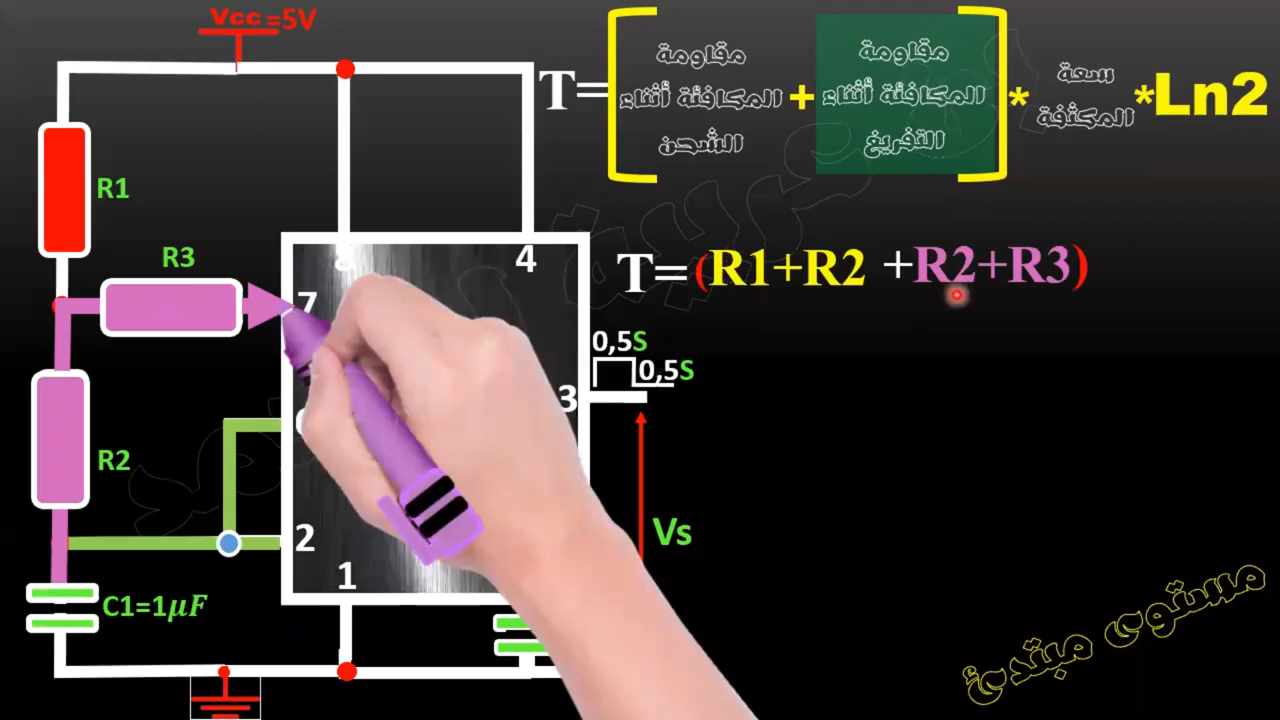 Vcc=5V
T=[مقاومة المكافئة أثناء الشحن + مقاومة المكافئة أثناء التفريغ] * سعة المكثفة *Ln2
R1
R3
8
4
T=(R1+R2 +R2+R3)
7
0,5S
0,5S
3
R2
2
Vs
1
C1=1μF
مستوى مبتدئ